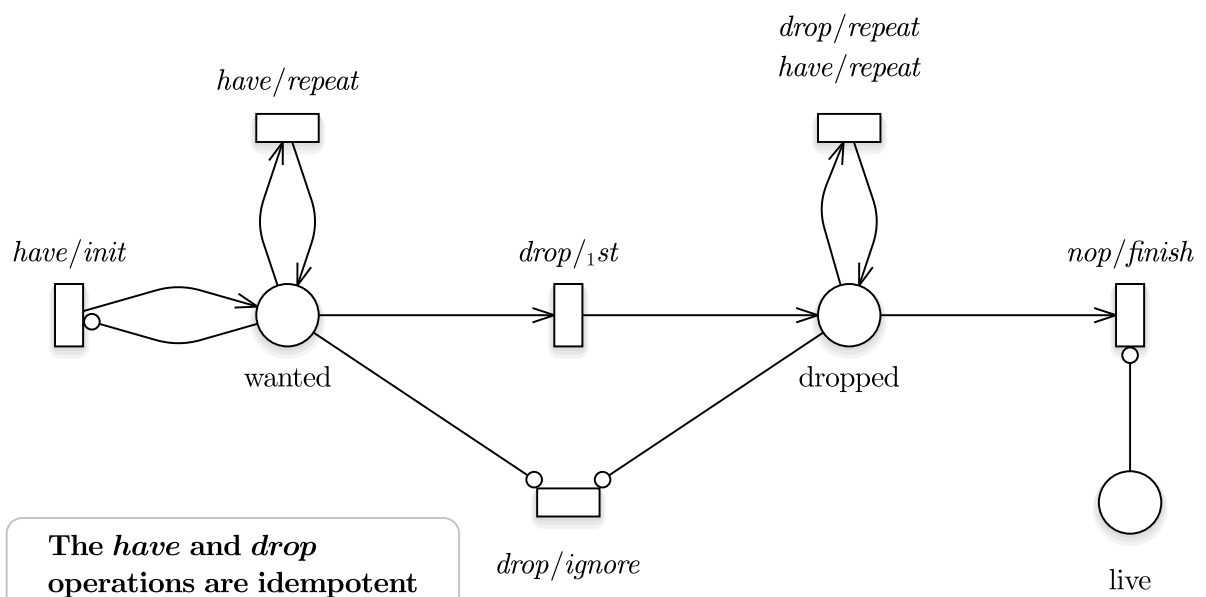 drop/repeat
have/repeat
have/repeat
have/init
drop/₁st
nop/finish
wanted
dropped
drop/ignore
live
The have and drop
operations are idempotent